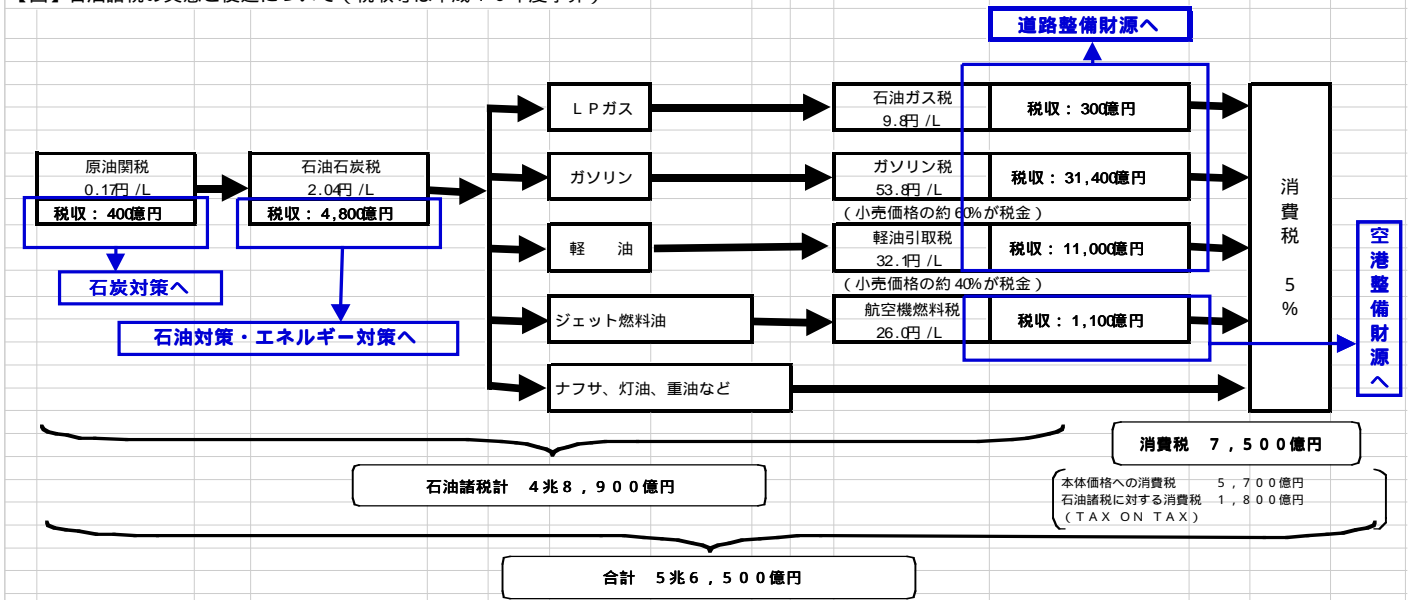 道路整備財源へ
ＬＰガス
石油ガス税
9.8円 /L
税収： 300億円
原油関税
0.17円 /L
税収： 400億円
石油石炭税
2.04円 /L
税収： 4,800億円
ガソリン
ガソリン税
53.8円 /L
税収： 31,400億円
（小売価格の約 60%が税金）
軽　油
軽油引取税
32.1円 /L
税収： 11,000億円
（小売価格の約 40%が税金）
石炭対策へ
石油対策・エネルギー対策へ
ジェット燃料油
航空機燃料税
26.0円 /L
税収： 1,100億円
ナフサ、灯油、重油など
消費税　5%
空港整備財源へ
消費税　７，５００億円
石油諸税計　４兆８，９００億円
本体価格への消費税　５，７００億円
石油諸税に対する消費税　１，８００億円
（ＴＡＸ ＯＮ ＴＡＸ）
合計　５兆６，５００億円